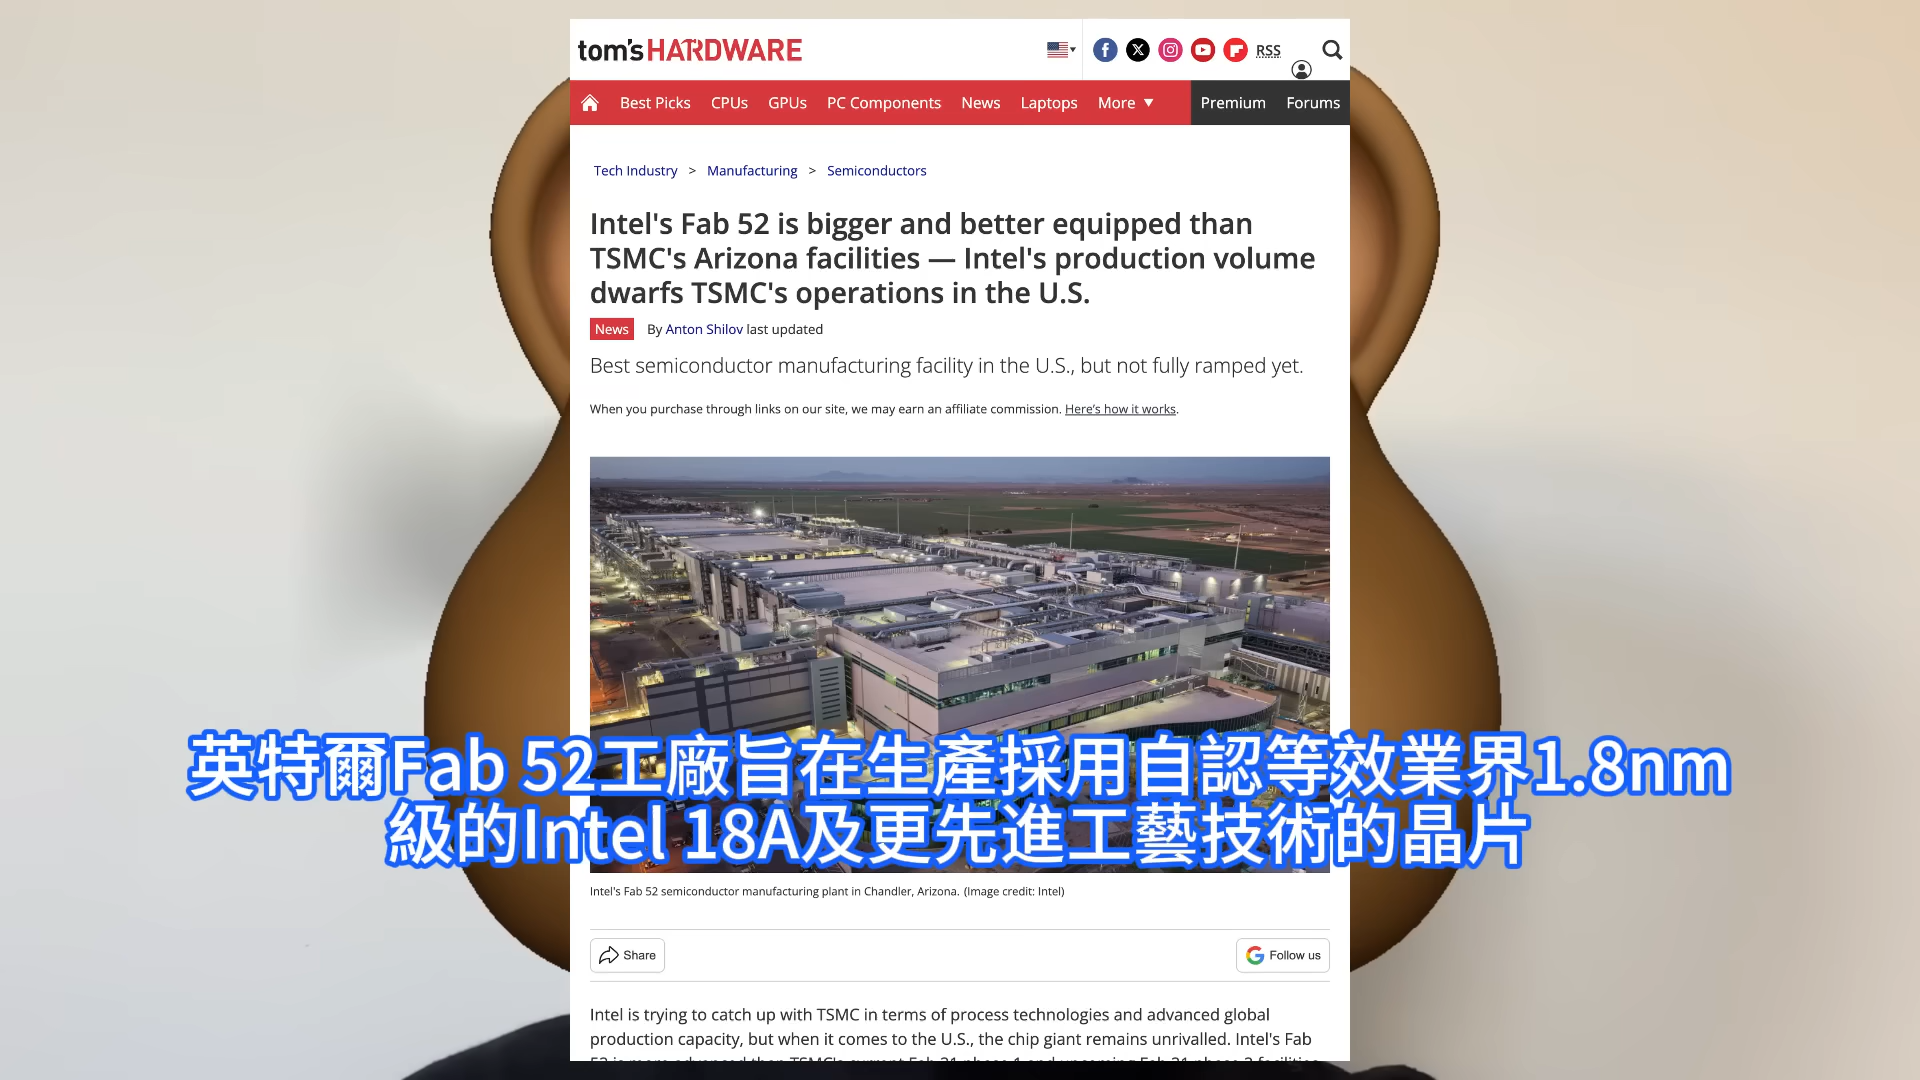 tom's HARDWARE
RSS
Best Picks CPUs GPUs PC Components News Laptops More ▼ Premium Forums
Tech Industry > Manufacturing > Semiconductors
Intel's Fab 52 is bigger and better equipped than
TSMC's Arizona facilities — Intel's production volume
dwarfs TSMC's operations in the U.S.
News By Anton Shilov last updated
Best semiconductor manufacturing facility in the U.S., but not fully ramped yet.
When you purchase through links on our site, we may earn an affiliate commission. Here's how it works.
英特爾Fab 52工廠旨在生產採用自認等效業界1.8nm
級的Intel 18A及更先進工藝技術的晶片
Intel's Fab 52 semiconductor manufacturing plant in Chandler, Arizona. (Image credit: Intel)
Share
Follow us
Intel is trying to catch up with TSMC in terms of process technologies and advanced global
production capacity, but when it comes to the U.S., the chip giant remains unrivalled. Intel's Fab